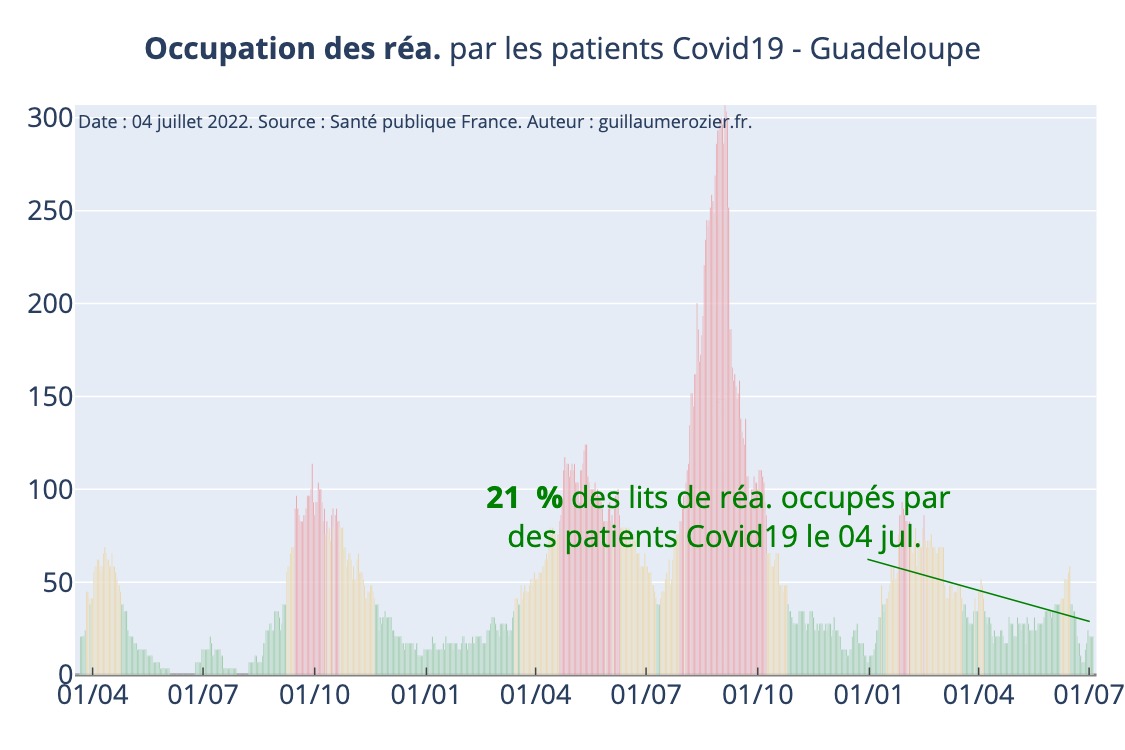 Occupation des réa. par les patients Covid19 - Guadeloupe
Date : 04 juillet 2022. Source : Santé publique France. Auteur : guillaumerozier.fr.
300
250
200
150
100
50
0
21 % des lits de réa. occupés par
des patients Covid19 le 04 jul.
01/04 01/07 01/10 01/01 01/04 01/07 01/10 01/01 01/04 01/07